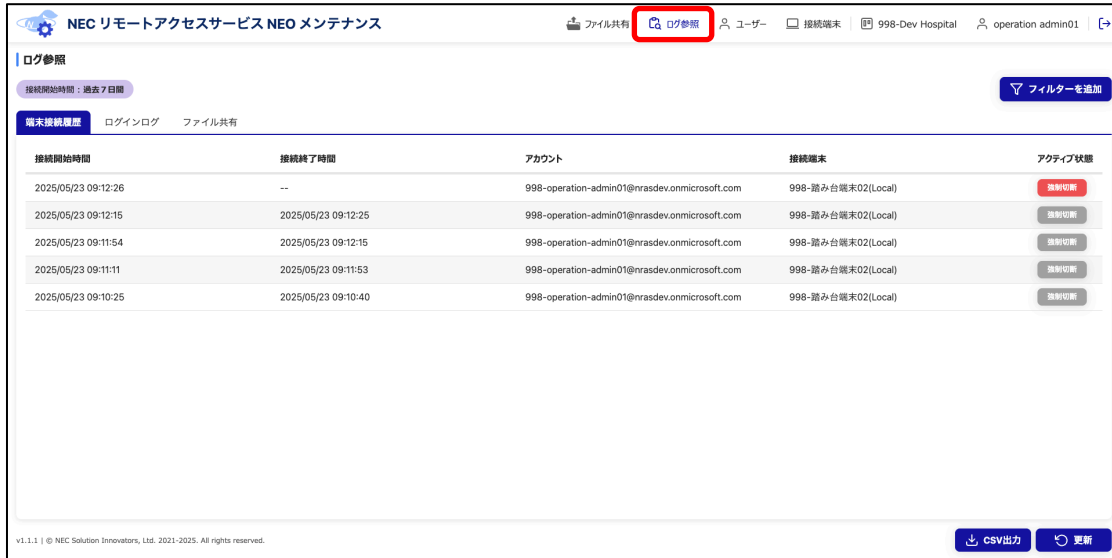 NEC リモートアクセスサービス NEO メンテナンス ファイル共有 ログ参照 ユーザー 接続端末 998-Dev Hospital operation admin01
ログ参照
接続開始時間 : 過去7日間 フィルターを追加
端末接続履歴 ログインログ ファイル共有
接続開始時間 接続終了時間 アカウント 接続端末 アクティブ状態
2025/05/23 09:12:26 -- 998-operation-admin01@nrasdev.onmicrosoft.com 998-踏み台端末02(Local) 強制切断
2025/05/23 09:12:15 2025/05/23 09:12:25 998-operation-admin01@nrasdev.onmicrosoft.com 998-踏み台端末02(Local) 強制切断
2025/05/23 09:11:54 2025/05/23 09:12:15 998-operation-admin01@nrasdev.onmicrosoft.com 998-踏み台端末02(Local) 強制切断
2025/05/23 09:11:11 2025/05/23 09:11:53 998-operation-admin01@nrasdev.onmicrosoft.com 998-踏み台端末02(Local) 強制切断
2025/05/23 09:10:25 2025/05/23 09:10:40 998-operation-admin01@nrasdev.onmicrosoft.com 998-踏み台端末02(Local) 強制切断
v1.1.1 | © NEC Solution Innovators, Ltd. 2021-2025. All rights reserved. CSV出力 更新